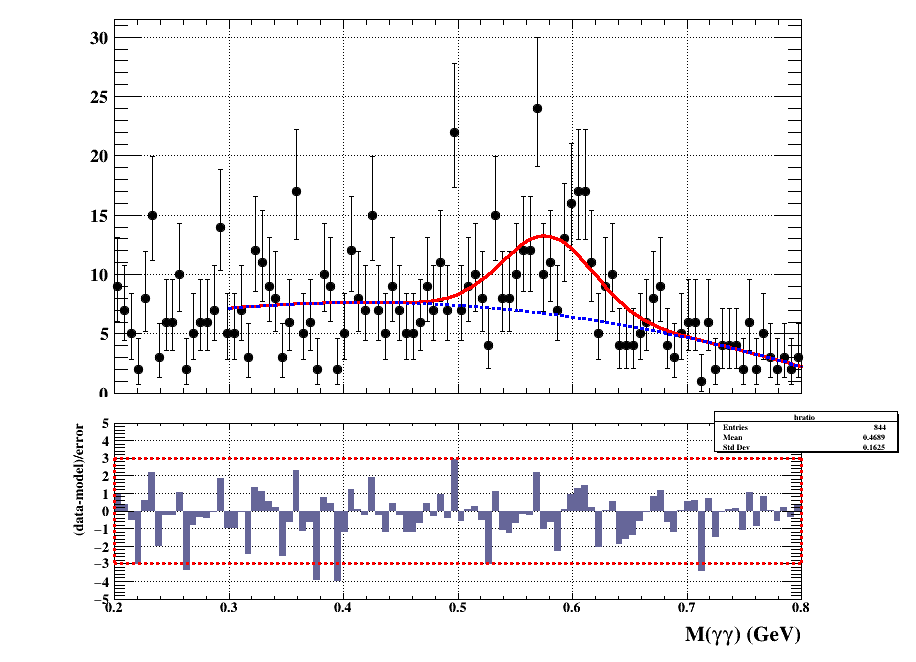 30
25
20
15
10
5
0
(data-model)/error
5
4
3
2
1
0
−1
−2
−3
−4
−5
hratio
Entries 844
Mean 0.4689
Std Dev 0.1625
0.2 0.3 0.4 0.5 0.6 0.7 0.8
M(γγ) (GeV)